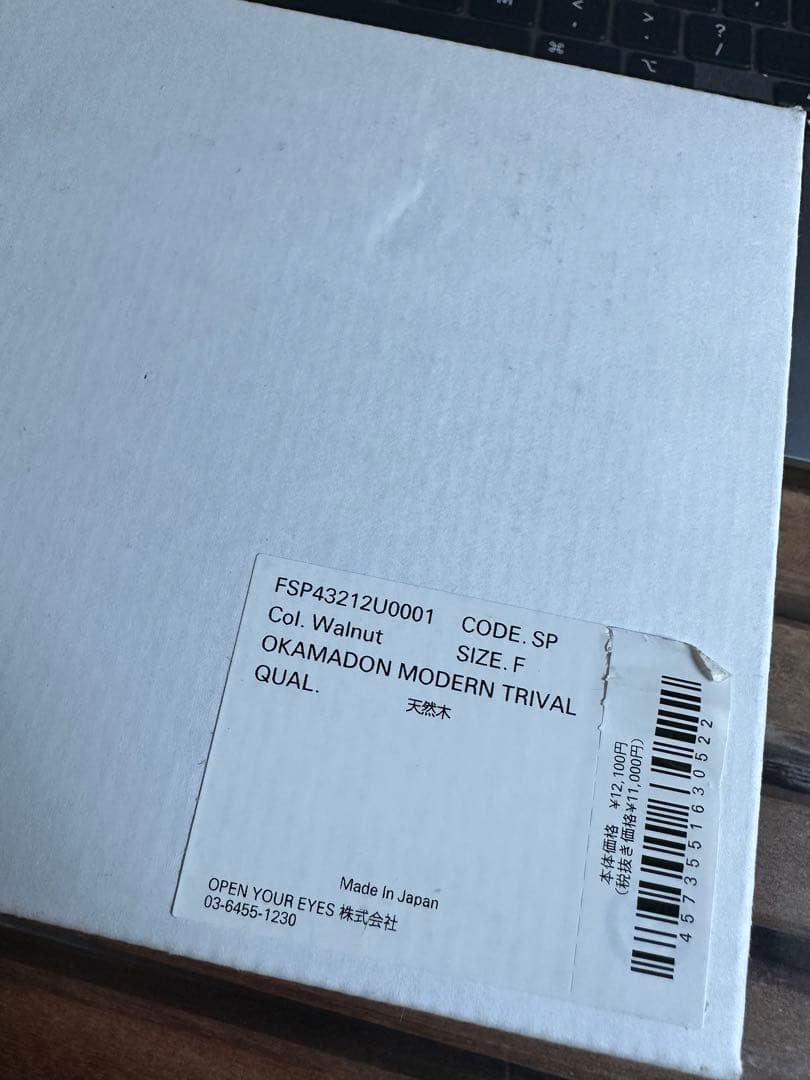 M
<
,
>
.
?
/
⌘
⌥
FSP43212U0001 CODE. SP
Col. Walnut SIZE. F
OKAMADON MODERN TRIVAL
QUAL.
天然木
Made In Japan
OPEN YOUR EYES 株式会社
03-6455-1230
本体価格 ¥12,100円
(税抜き価格¥11,000円)
4573551630522